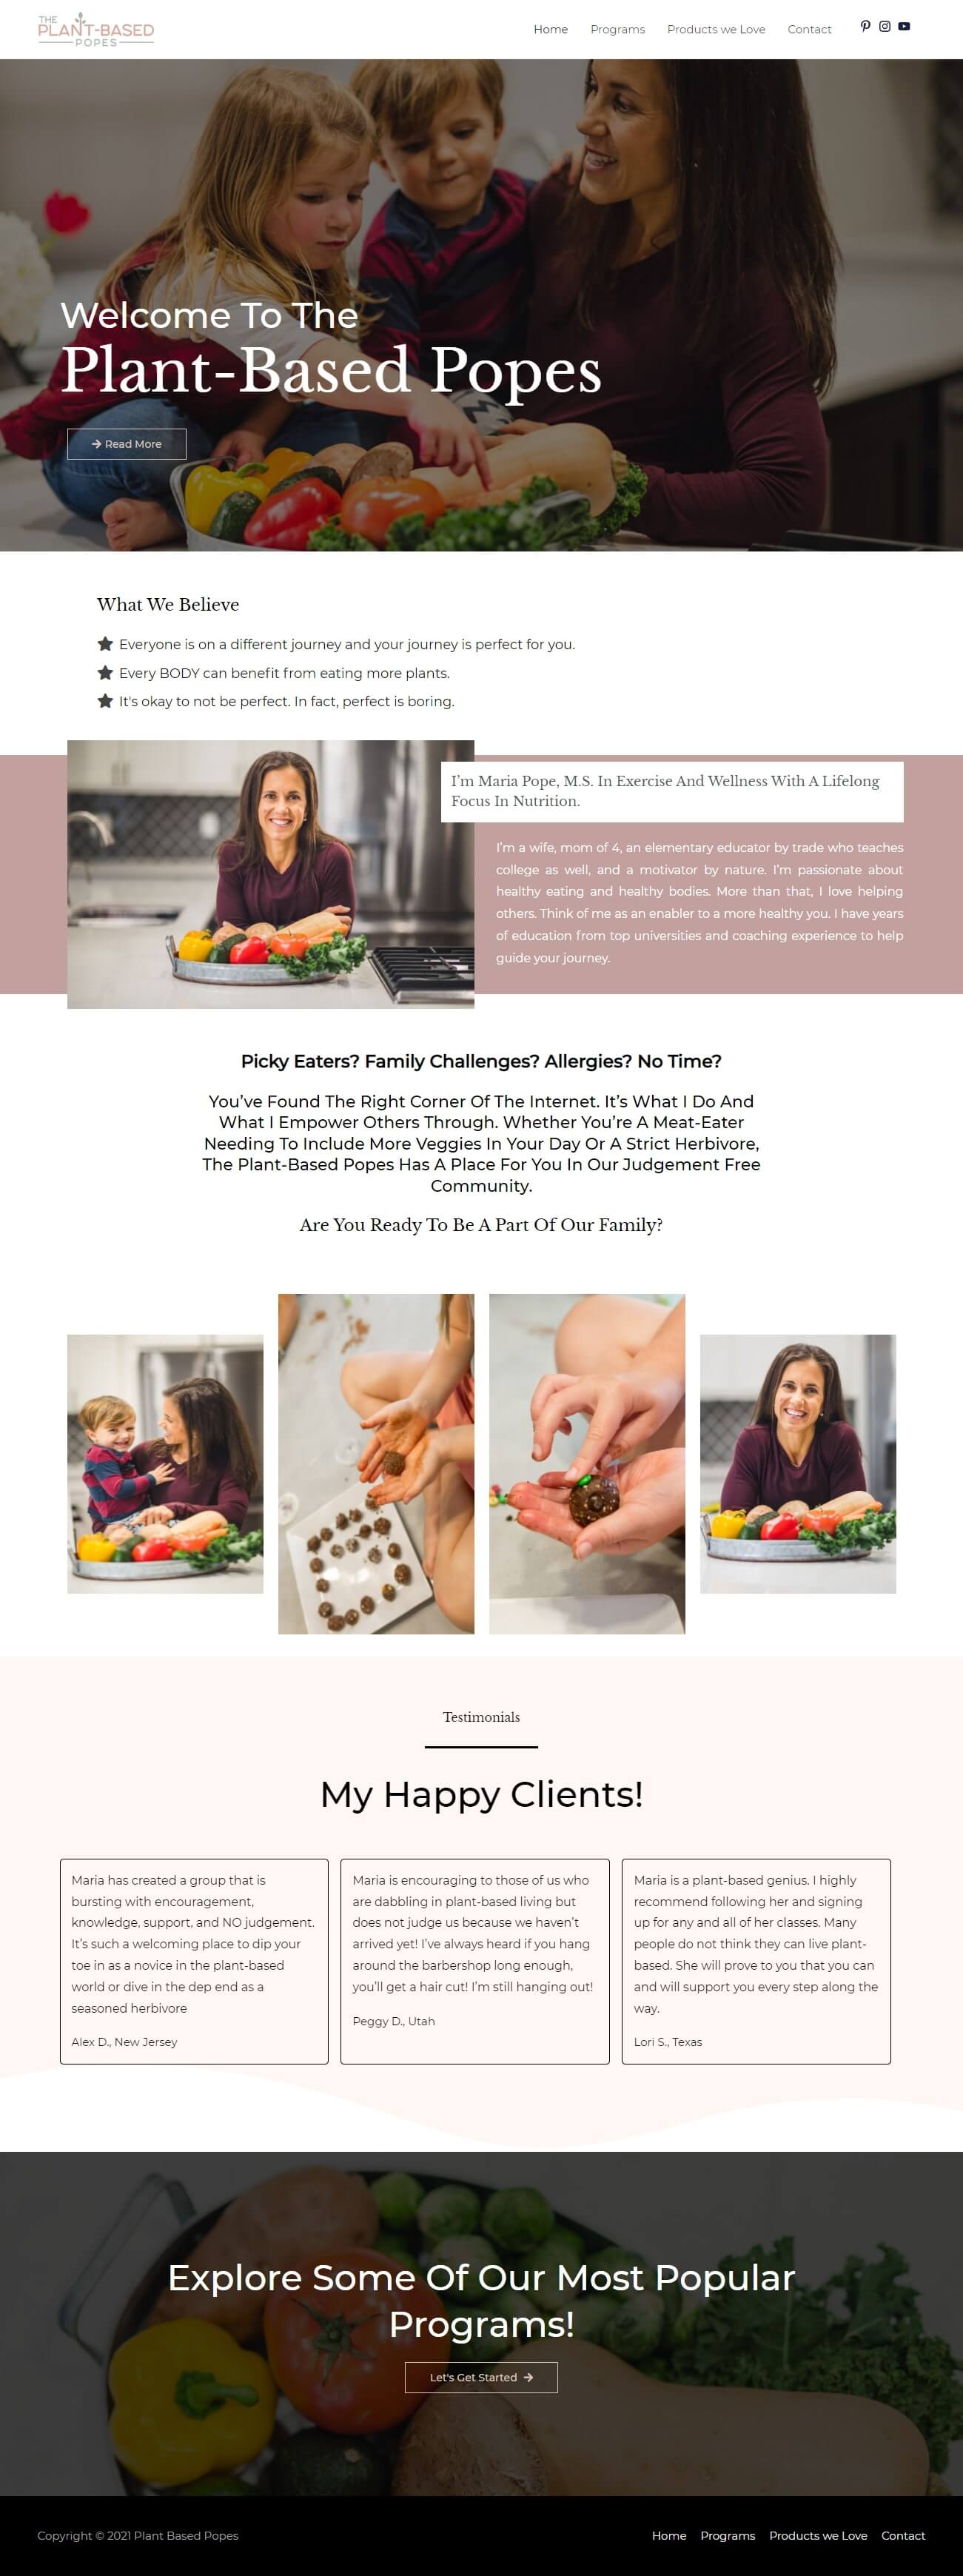 THE
PLANT-BASED
POPES
Home Programs Products we Love Contact
Welcome To The
Plant-Based Popes
Read More
What We Believe
Everyone is on a different journey and your journey is perfect for you.
Every BODY can benefit from eating more plants.
It's okay to not be perfect. In fact, perfect is boring.
I’m Maria Pope, M.S. In Exercise And Wellness With A Lifelong
Focus In Nutrition.
I’m a wife, mom of 4, an elementary educator by trade who teaches
college as well, and a motivator by nature. I’m passionate about
healthy eating and healthy bodies. More than that, I love helping
others. Think of me as an enabler to a more healthy you. I have years
of education from top universities and coaching experience to help
guide your journey.
Picky Eaters? Family Challenges? Allergies? No Time?
You’ve Found The Right Corner Of The Internet. It’s What I Do And
What I Empower Others Through. Whether You’re A Meat-Eater
Needing To Include More Veggies In Your Day Or A Strict Herbivore,
The Plant-Based Popes Has A Place For You In Our Judgement Free
Community.
Are You Ready To Be A Part Of Our Family?
Testimonials
My Happy Clients!
Maria has created a group that is
bursting with encouragement,
knowledge, support, and NO judgement.
It’s such a welcoming place to dip your
toe in as a novice in the plant-based
world or dive in the dep end as a
seasoned herbivore
Alex D., New Jersey
Maria is encouraging to those of us who
are dabbling in plant-based living but
does not judge us because we haven’t
arrived yet! I’ve always heard if you hang
around the barbershop long enough,
you’ll get a hair cut! I’m still hanging out!
Peggy D., Utah
Maria is a plant-based genius. I highly
recommend following her and signing
up for any and all of her classes. Many
people do not think they can live plant-
based. She will prove to you that you can
and will support you every step along the
way.
Lori S., Texas
Explore Some Of Our Most Popular
Programs!
Let's Get Started
Copyright © 2021 Plant Based Popes
Home Programs Products we Love Contact